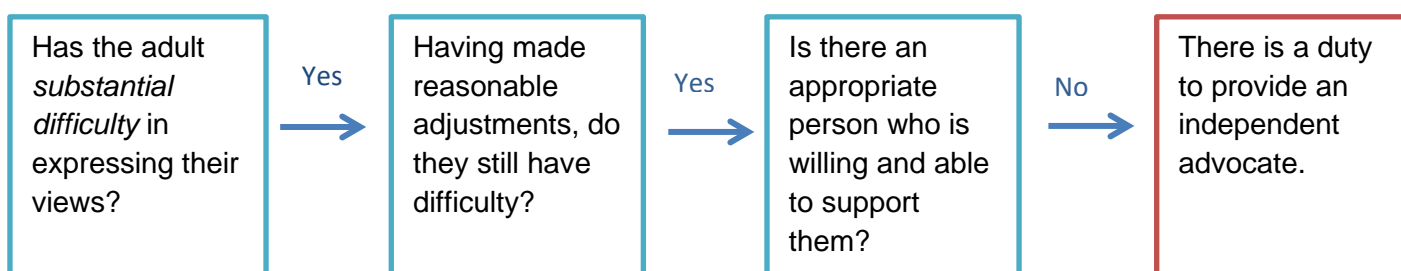 Has the adult
substantial
difficulty in
expressing their
views?
Yes
Having made
reasonable
adjustments, do
they still have
difficulty?
Yes
Is there an
appropriate
person who is
willing and able
to support
them?
No
There is a duty
to provide an
independent
advocate.